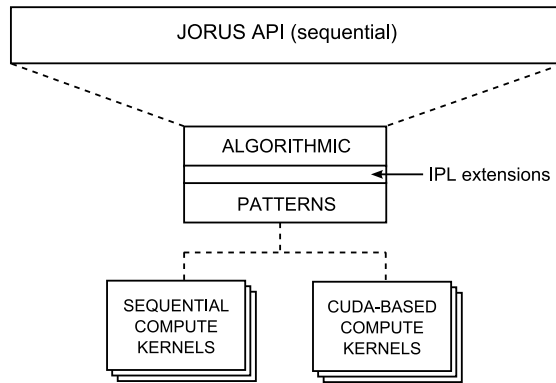 JORUS API (sequential)
ALGORITHMIC
IPL extensions
PATTERNS
SEQUENTIAL
COMPUTE
KERNELS
CUDA-BASED
COMPUTE
KERNELS